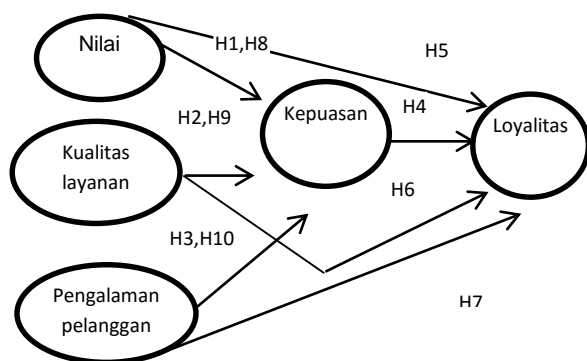 Nilai
H1,H8
H5
H2,H9
Kepuasan
H4
Loyalitas
Kualitas
layanan
H6
H3,H10
Pengalaman
pelanggan
H7